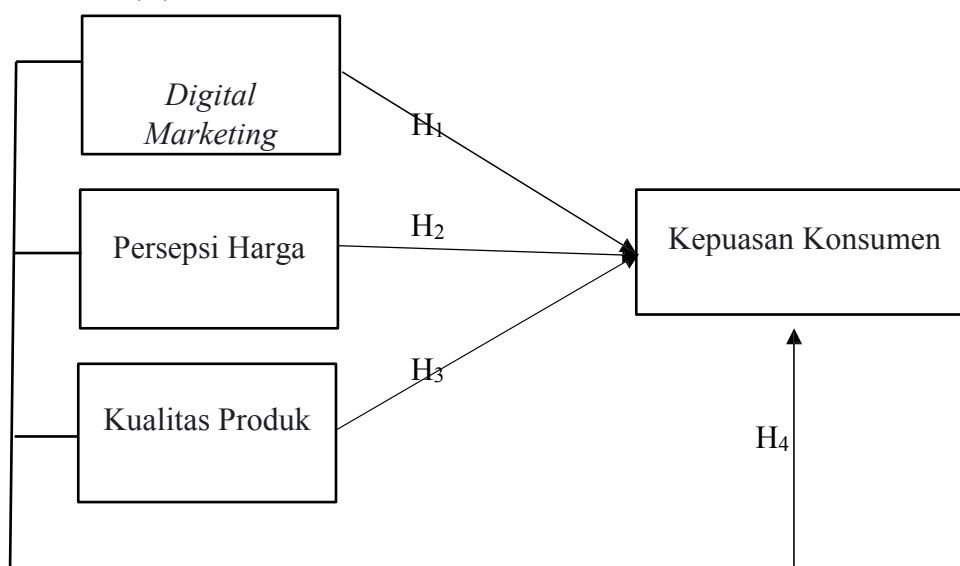 Digital
Marketing
H₁
Persepsi Harga
H₂
Kepuasan Konsumen
Kualitas Produk
H₃
H₄